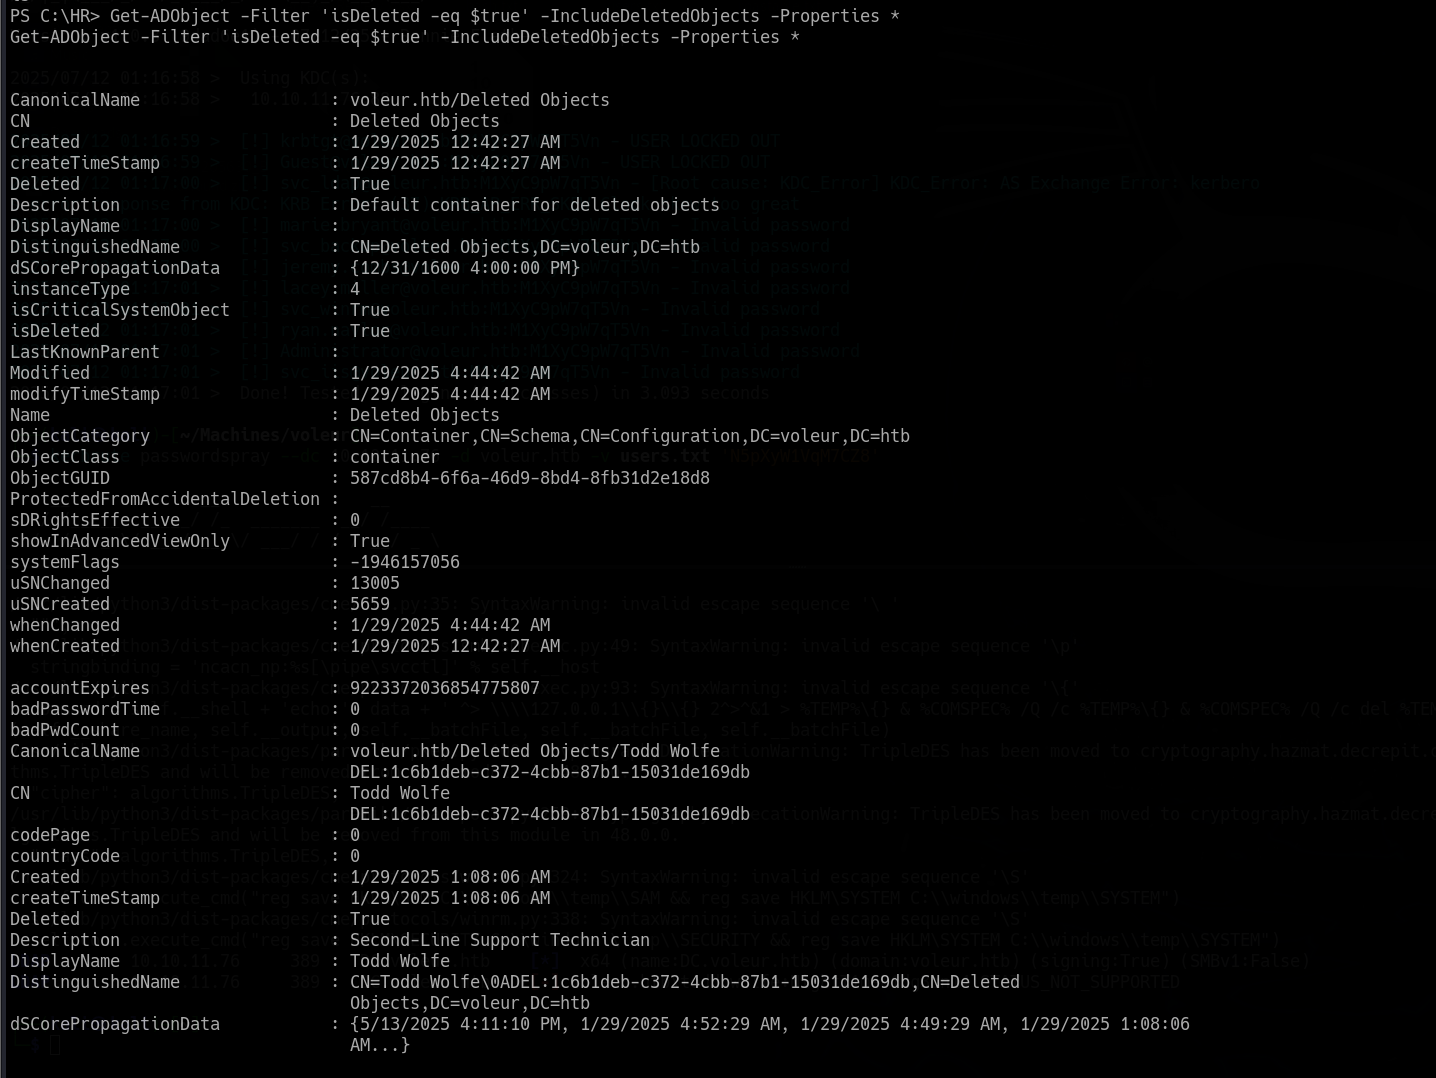 PS C:\HR> Get-ADObject -Filter 'isDeleted -eq $true' -IncludeDeletedObjects -Properties *
Get-ADObject -Filter 'isDeleted -eq $true' -IncludeDeletedObjects -Properties *
CanonicalName : voleur.htb/Deleted Objects
CN : Deleted Objects
Created : 1/29/2025 12:42:27 AM
createTimeStamp : 1/29/2025 12:42:27 AM
Deleted : True
Description : Default container for deleted objects
DisplayName :
DistinguishedName : CN=Deleted Objects,DC=voleur,DC=htb
dSCorePropagationData : {12/31/1600 4:00:00 PM}
instanceType : 4
isCriticalSystemObject : True
isDeleted : True
LastKnownParent :
Modified : 1/29/2025 4:44:42 AM
modifyTimeStamp : 1/29/2025 4:44:42 AM
Name : Deleted Objects
ObjectCategory : CN=Container,CN=Schema,CN=Configuration,DC=voleur,DC=htb
ObjectClass : container
ObjectGUID : 587cd8b4-6f6a-46d9-8bd4-8fb31d2e18d8
ProtectedFromAccidentalDeletion :
sDRightsEffective : 0
showInAdvancedViewOnly : True
systemFlags : -1946157056
uSNChanged : 13005
uSNCreated : 5659
whenChanged : 1/29/2025 4:44:42 AM
whenCreated : 1/29/2025 12:42:27 AM
accountExpires : 9223372036854775807
badPasswordTime : 0
badPwdCount : 0
CanonicalName : voleur.htb/Deleted Objects/Todd Wolfe
DEL:1c6b1deb-c372-4cbb-87b1-15031de169db
CN : Todd Wolfe
DEL:1c6b1deb-c372-4cbb-87b1-15031de169db
codePage : 0
countryCode : 0
Created : 1/29/2025 1:08:06 AM
createTimeStamp : 1/29/2025 1:08:06 AM
Deleted : True
Description : Second-Line Support Technician
DisplayName : Todd Wolfe
DistinguishedName : CN=Todd Wolfe\0ADEL:1c6b1deb-c372-4cbb-87b1-15031de169db,CN=Deleted
Objects,DC=voleur,DC=htb
dSCorePropagationData : {5/13/2025 4:11:10 PM, 1/29/2025 4:52:29 AM, 1/29/2025 4:49:29 AM, 1/29/2025 1:08:06
AM...}